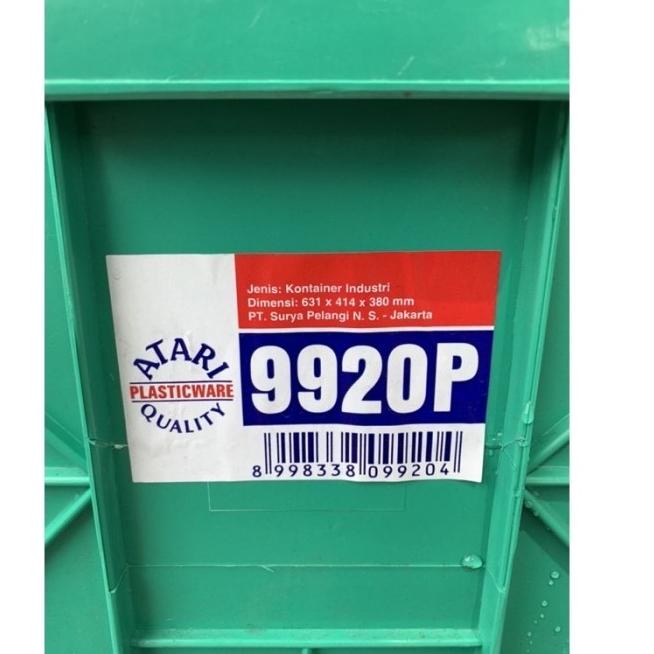 Jenis: Kontainer Industri
Dimensi: 631 x 414 x 380 mm
PT. Surya Pelangi N. S. - Jakarta
ATARI
PLASTICWARE
QUALITY
9920P
8 998338 099204